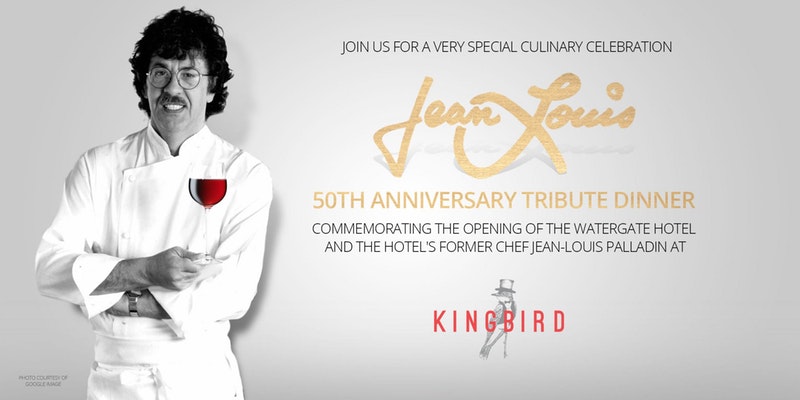 JOIN US FOR A VERY SPECIAL CULINARY CELEBRATION
Jean Louis
50TH ANNIVERSARY TRIBUTE DINNER
COMMEMORATING THE OPENING OF THE WATERGATE HOTEL
AND THE HOTEL'S FORMER CHEF JEAN-LOUIS PALLADIN AT
KINGBIRD
PHOTO COURTESY OF
GOOGLE IMAGE